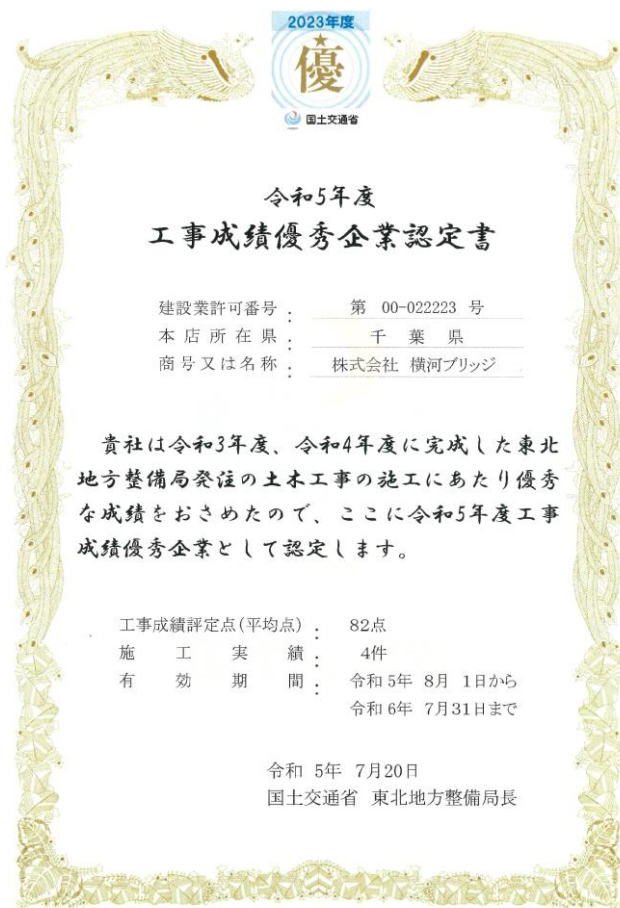 2023年度
優
国土交通省
令和5年度
工事成績優秀企業認定書
建設業許可番号： 第 00-022223 号
本店所在県： 千葉県
商号又は名称： 株式会社 横河ブリッジ
貴社は令和3年度、令和4年度に完成した東北
地方整備局発注の土木工事の施工にあたり優秀
な成績をおさめたので、ここに令和5年度工事
成績優秀企業として認定します。
工事成績評定点(平均点)： 82点
施工実績： 4件
有効期間： 令和 5年 8月 1日から
令和 6年 7月31日まで
令和 5年 7月20日
国土交通省 東北地方整備局長